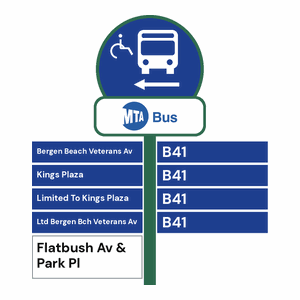 MTA Bus
Bergen Beach Veterans Av B41
Kings Plaza B41
Limited To Kings Plaza B41
Ltd Bergen Bch Veterans Av B41
Flatbush Av &
Park Pl